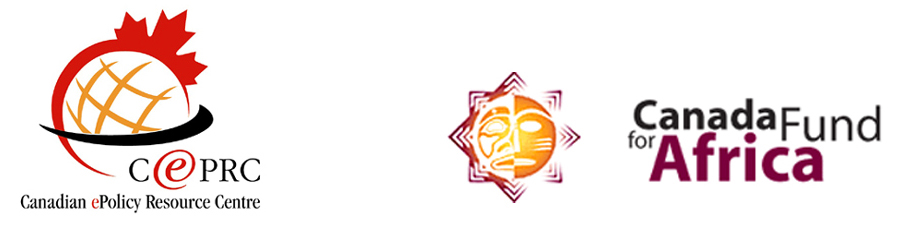 CePRC
Canadian ePolicy Resource Centre
Canada Fund
for Africa